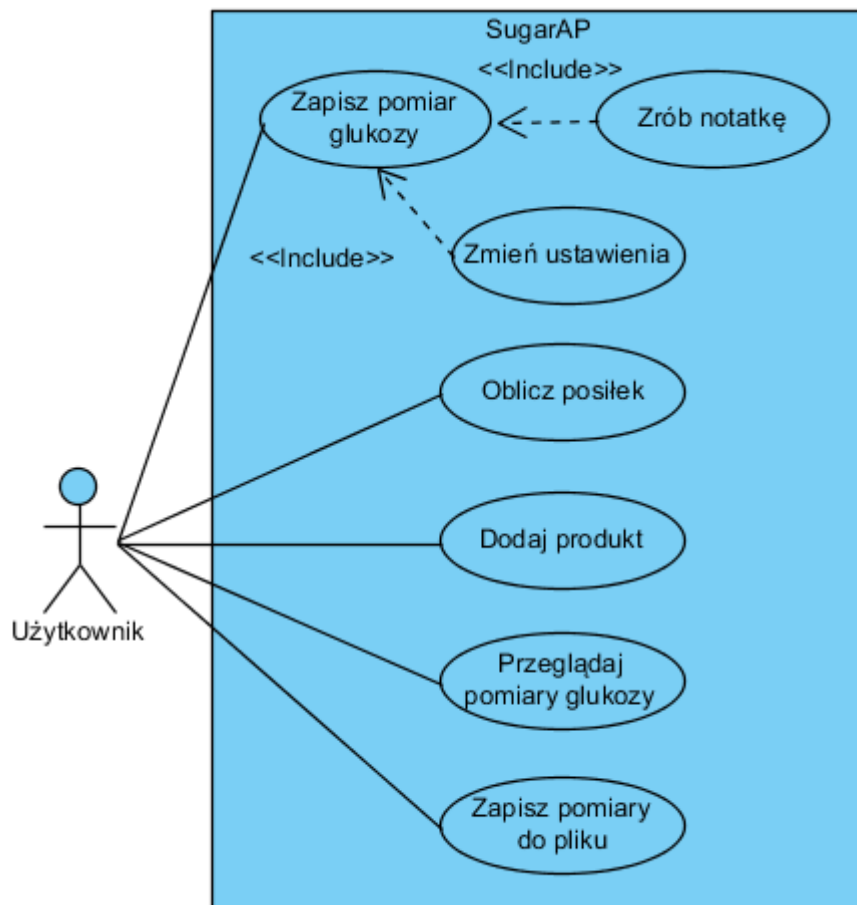 SugarAP
<<Include>>
Zapisz pomiar
glukozy
Zrób notatkę
<<Include>>
Zmień ustawienia
Oblicz posiłek
Dodaj produkt
Użytkownik
Przeglądaj
pomiary glukozy
Zapisz pomiary
do pliku